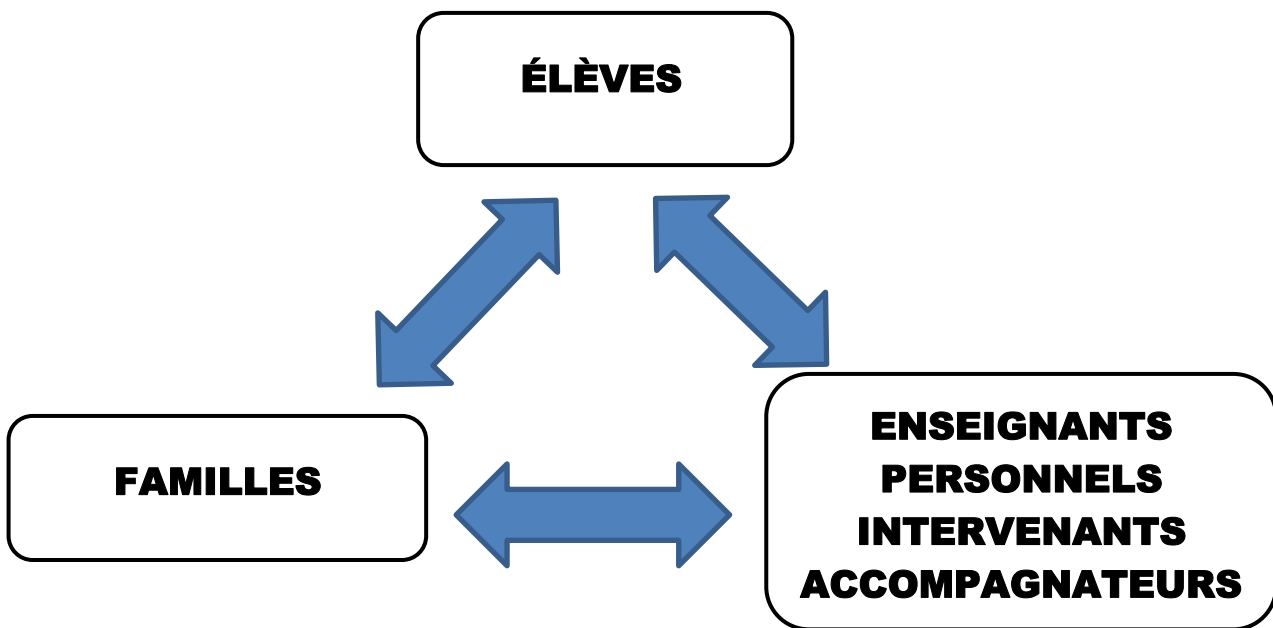 ÉLÈVES
FAMILLES
ENSEIGNANTS
PERSONNELS
INTERVENANTS
ACCOMPAGNATEURS